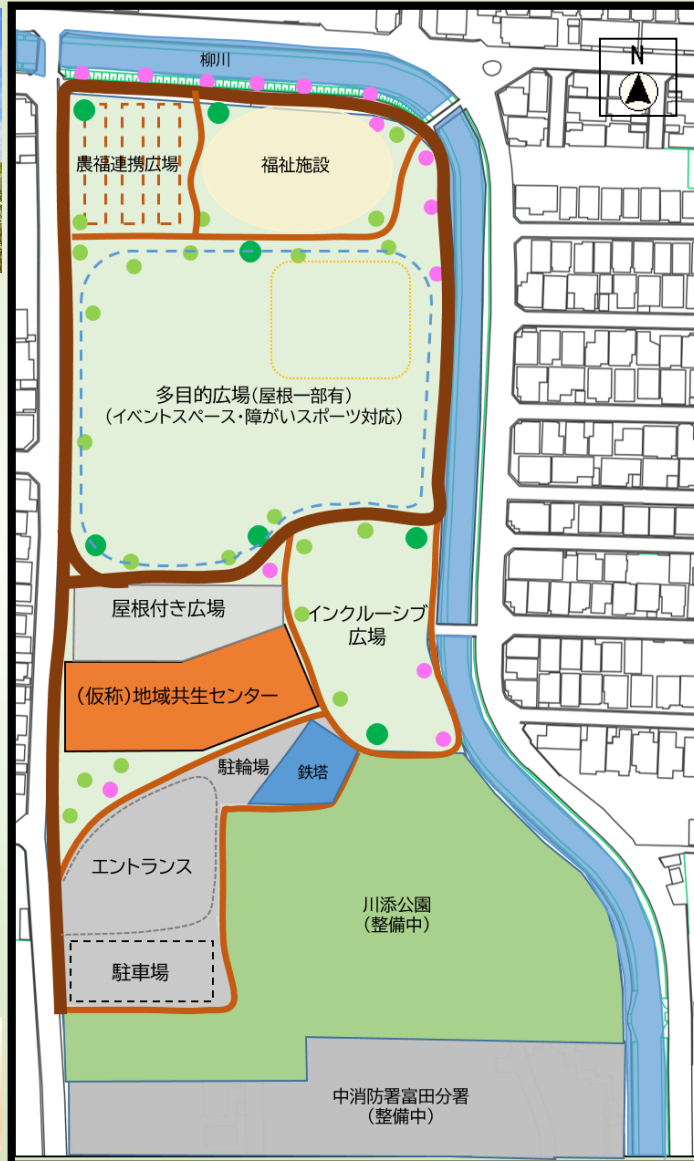 柳川
N
農福連携広場
福祉施設
多目的広場(屋根一部有)
(イベントスペース・障がいスポーツ対応)
屋根付き広場
インクルーシブ
広場
(仮称)地域共生センター
駐輪場
鉄塔
エントランス
川添公園
(整備中)
駐車場
中消防署富田分署
(整備中)